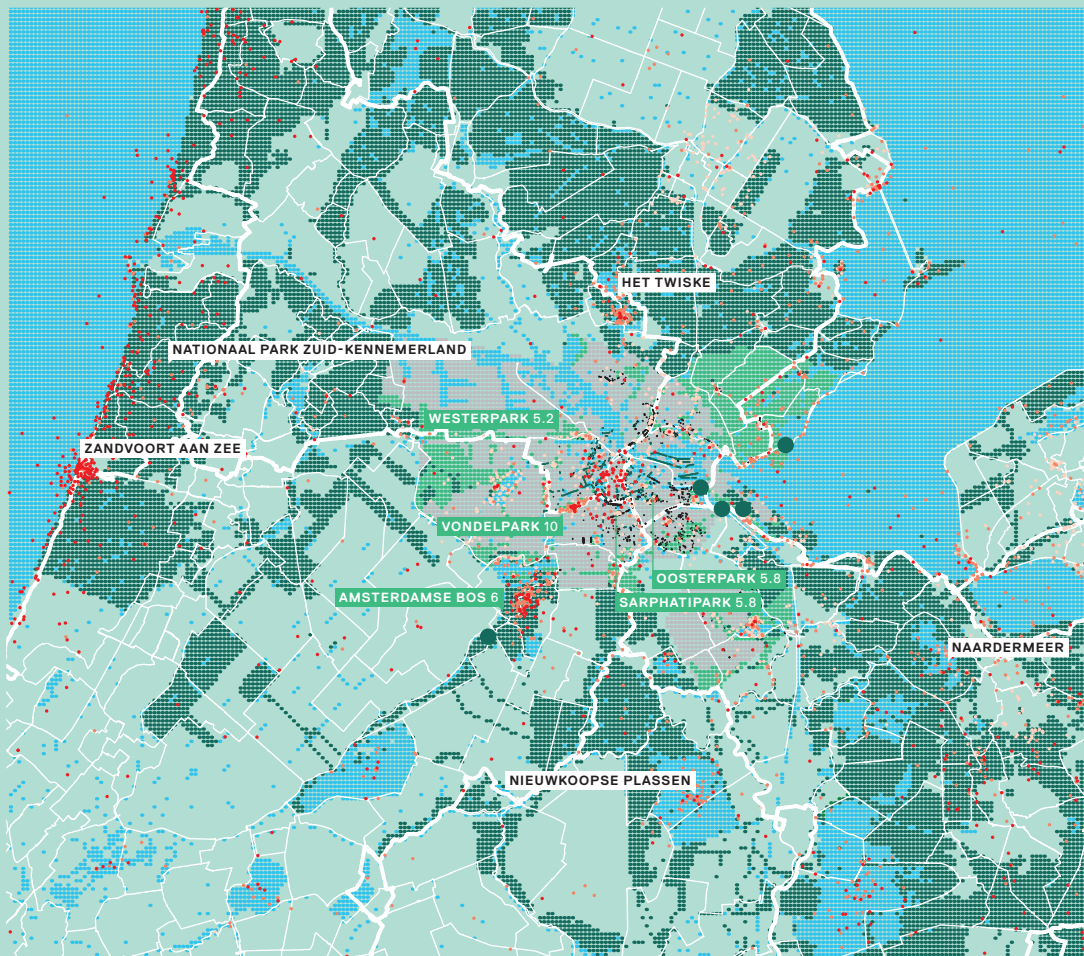 HET TWISKE
NATIONAAL PARK ZUID-KENNEMERLAND
WESTERPARK 5.2
ZANDVOORT AAN ZEE
VONDELPARK 10
OOSTERPARK 5.8
AMSTERDAMSE BOS 6
SARPHATIPARK 5.8
NAARDERMEER
NIEUWKOOPSE PLASSEN